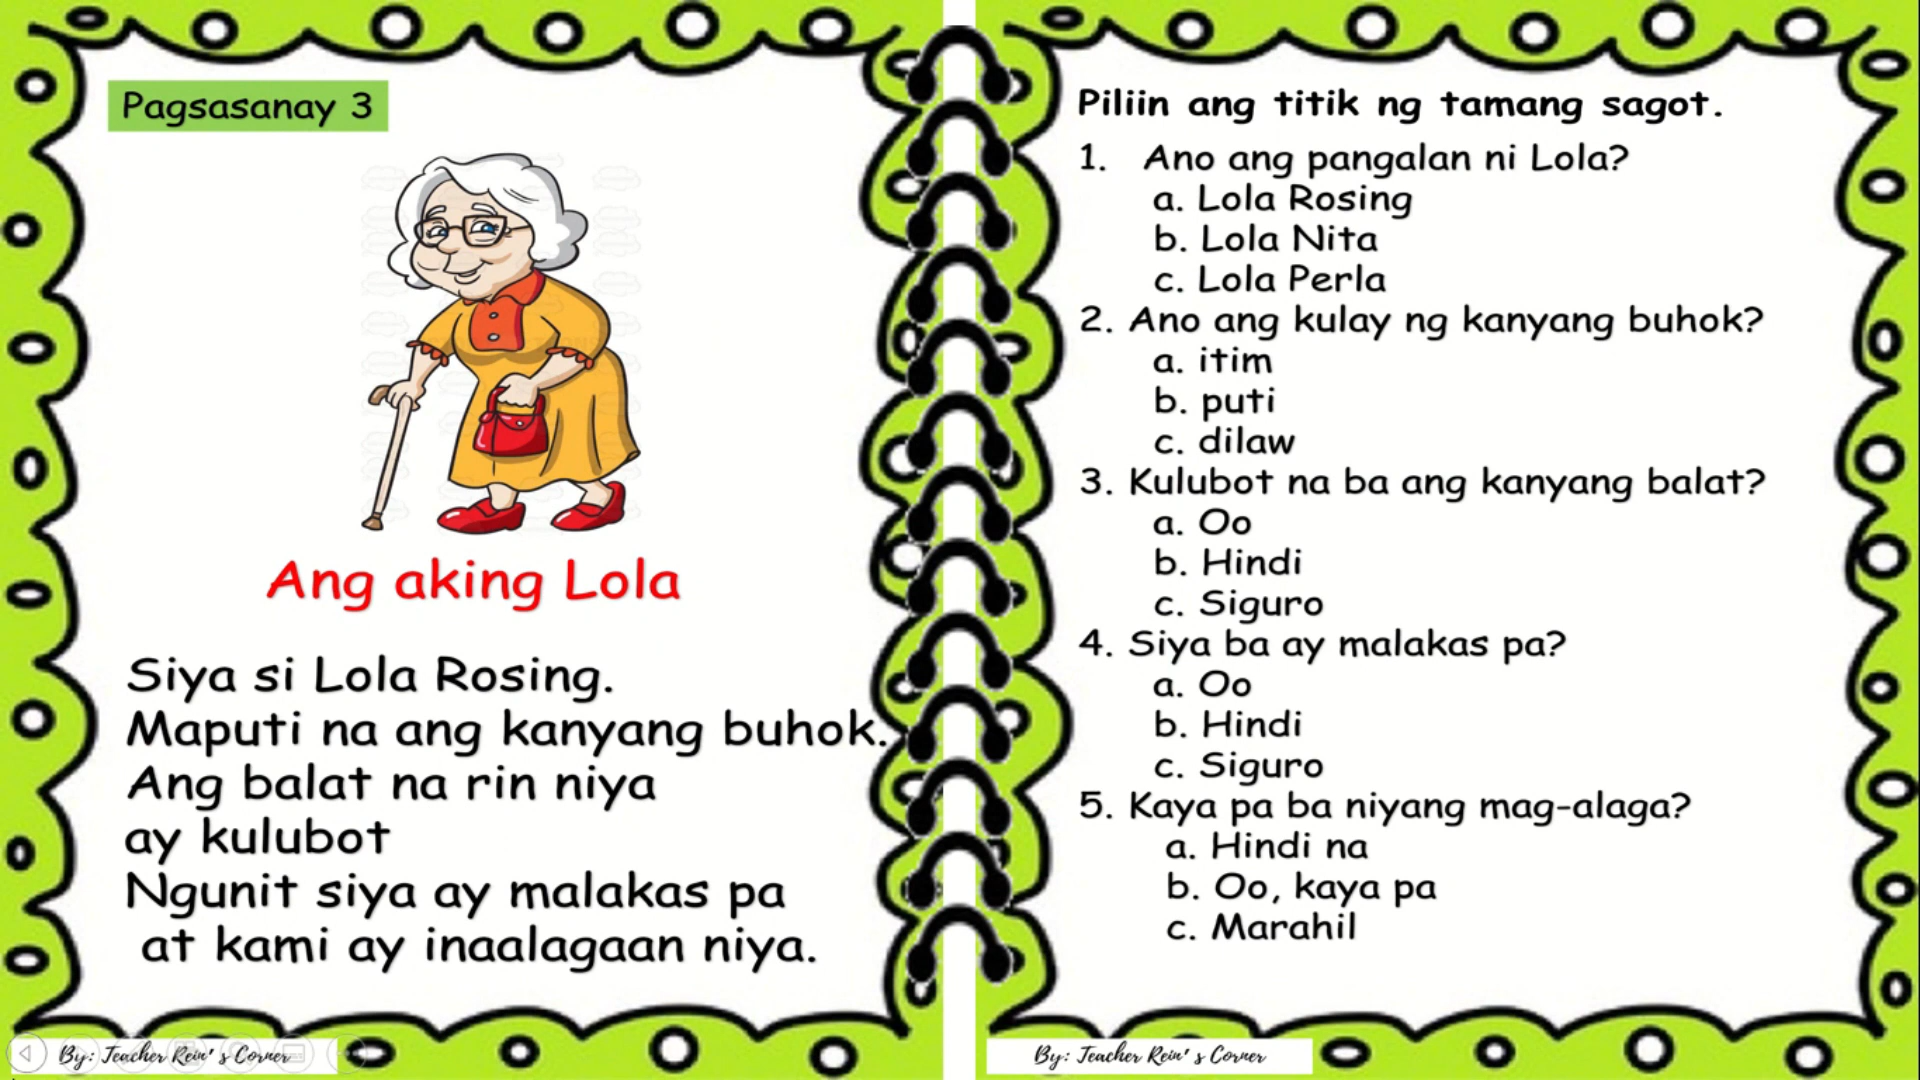 Pagsasanay 3
Ang aking Lola
Siya si Lola Rosing.
Maputi na ang kanyang buhok.
Ang balat na rin niya
ay kulubot
Ngunit siya ay malakas pa
at kami ay inaalagaan niya.
By: Teacher Rein's Corner
Piliin ang titik ng tamang sagot.
1. Ano ang pangalan ni Lola?
a. Lola Rosing
b. Lola Nita
c. Lola Perla
2. Ano ang kulay ng kanyang buhok?
a. itim
b. puti
c. dilaw
3. Kulubot na ba ang kanyang balat?
a. Oo
b. Hindi
c. Siguro
4. Siya ba ay malakas pa?
a. Oo
b. Hindi
c. Siguro
5. Kaya pa ba niyang mag-alaga?
a. Hindi na
b. Oo, kaya pa
c. Marahil
By: Teacher Rein's Corner